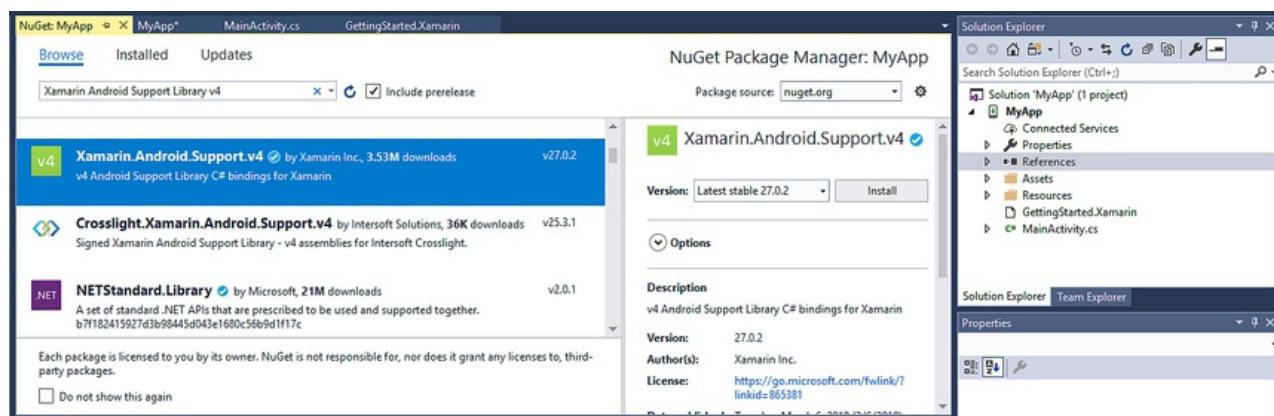 NuGet: MyApp
MyApp*
MainActivity.cs
GettingStarted.Xamarin
Browse
Installed
Updates
NuGet Package Manager: MyApp
Xamarin Android Support Library v4
Include prerelease
Package source: nuget.org
v4
Xamarin.Android.Support.v4 by Xamarin Inc., 3.53M downloads
v27.0.2
v4 Android Support Library C# bindings for Xamarin
Crosslight.Xamarin.Android.Support.v4 by Intersoft Solutions, 36K downloads
v25.3.1
Signed Xamarin Android Support Library - v4 assemblies for Intersoft Crosslight.
.NET
NETStandard.Library by Microsoft, 21M downloads
v2.0.1
A set of standard .NET APIs that are prescribed to be used and supported together.
b7f182415927d3b98445d043e1680c56b9d1f17c
Each package is licensed to you by its owner. NuGet is not responsible for, nor does it grant any licenses to, third-
party packages.
Do not show this again
v4
Xamarin.Android.Support.v4
Version: Latest stable 27.0.2
Install
Options
Description
v4 Android Support Library C# bindings for Xamarin
Version: 27.0.2
Author(s): Xamarin Inc.
License: https://go.microsoft.com/fwlink/?
linkid=865381
Solution Explorer
Search Solution Explorer (Ctrl+;)
Solution 'MyApp' (1 project)
MyApp
Connected Services
Properties
References
Assets
Resources
GettingStarted.Xamarin
C# MainActivity.cs
Solution Explorer
Team Explorer
Properties